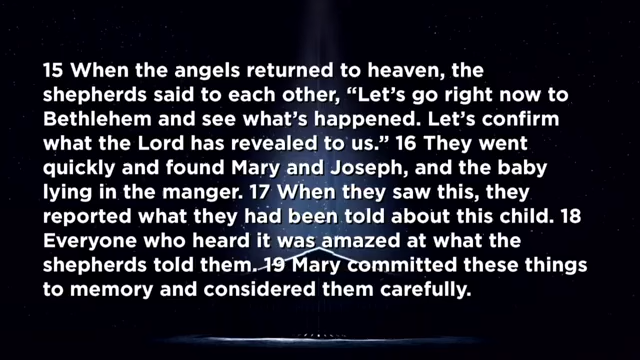 15 When the angels returned to heaven, the
shepherds said to each other, “Let’s go right now to
Bethlehem and see what’s happened. Let’s confirm
what the Lord has revealed to us.” 16 They went
quickly and found Mary and Joseph, and the baby
lying in the manger. 17 When they saw this, they
reported what they had been told about this child. 18
Everyone who heard it was amazed at what the
shepherds told them. 19 Mary committed these things
to memory and considered them carefully.